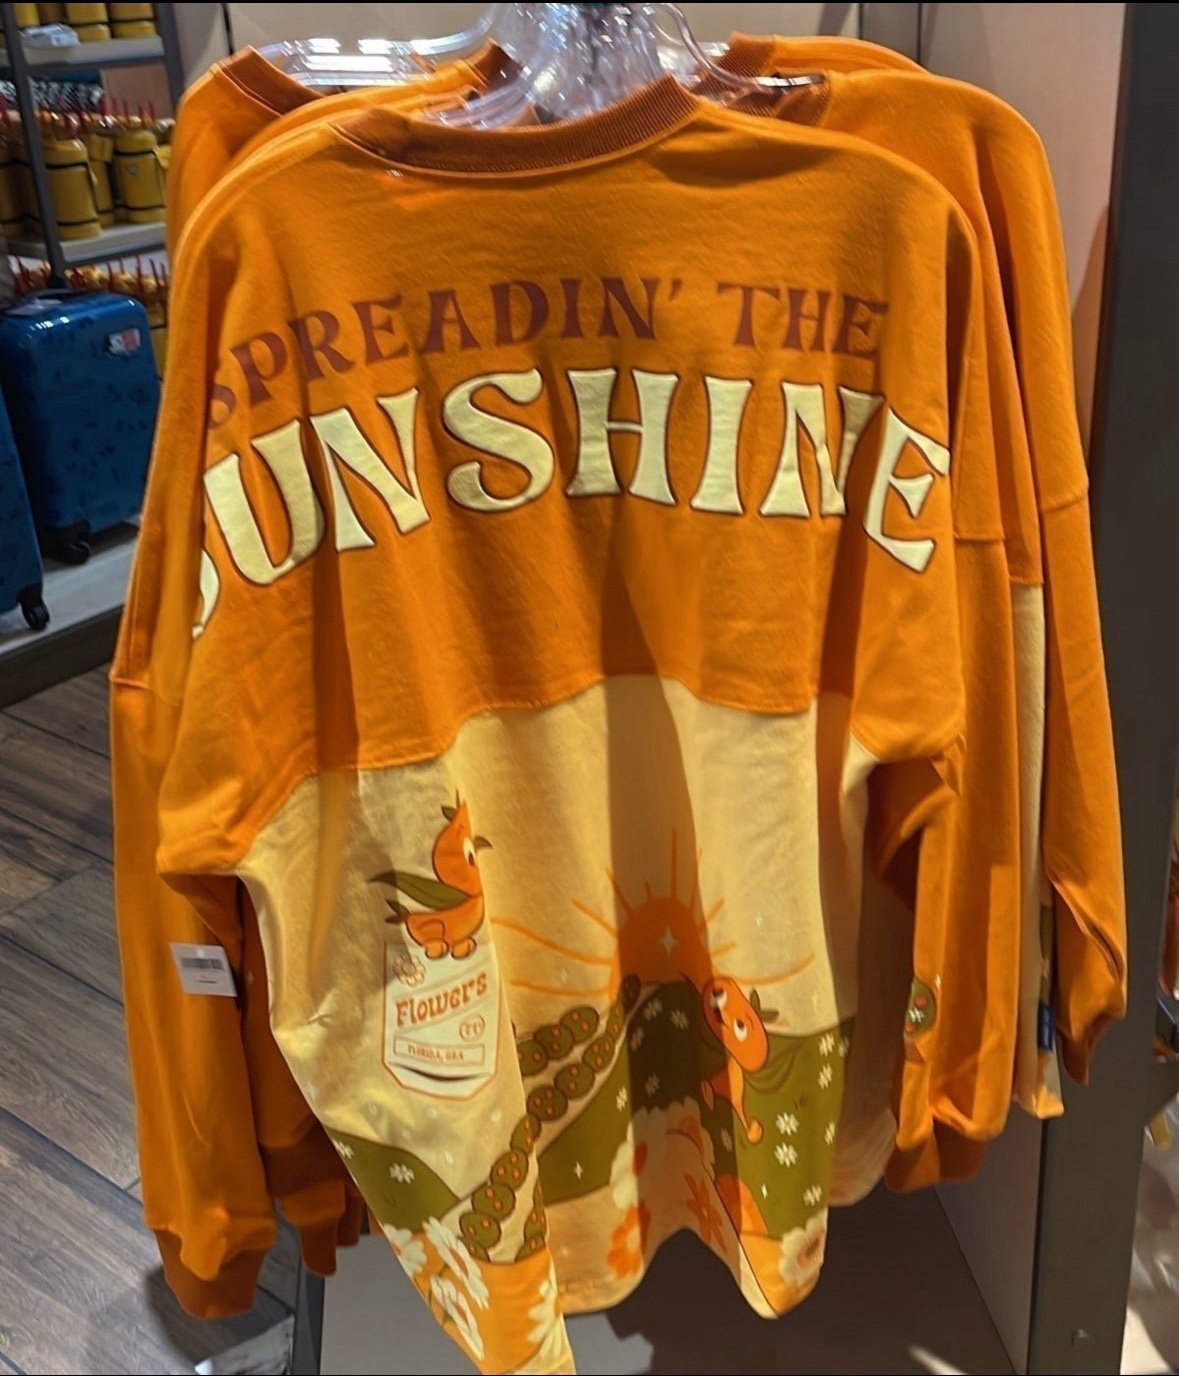 SPREADIN' THE
SUNSHINE
Flowers
FLORIDA, USA